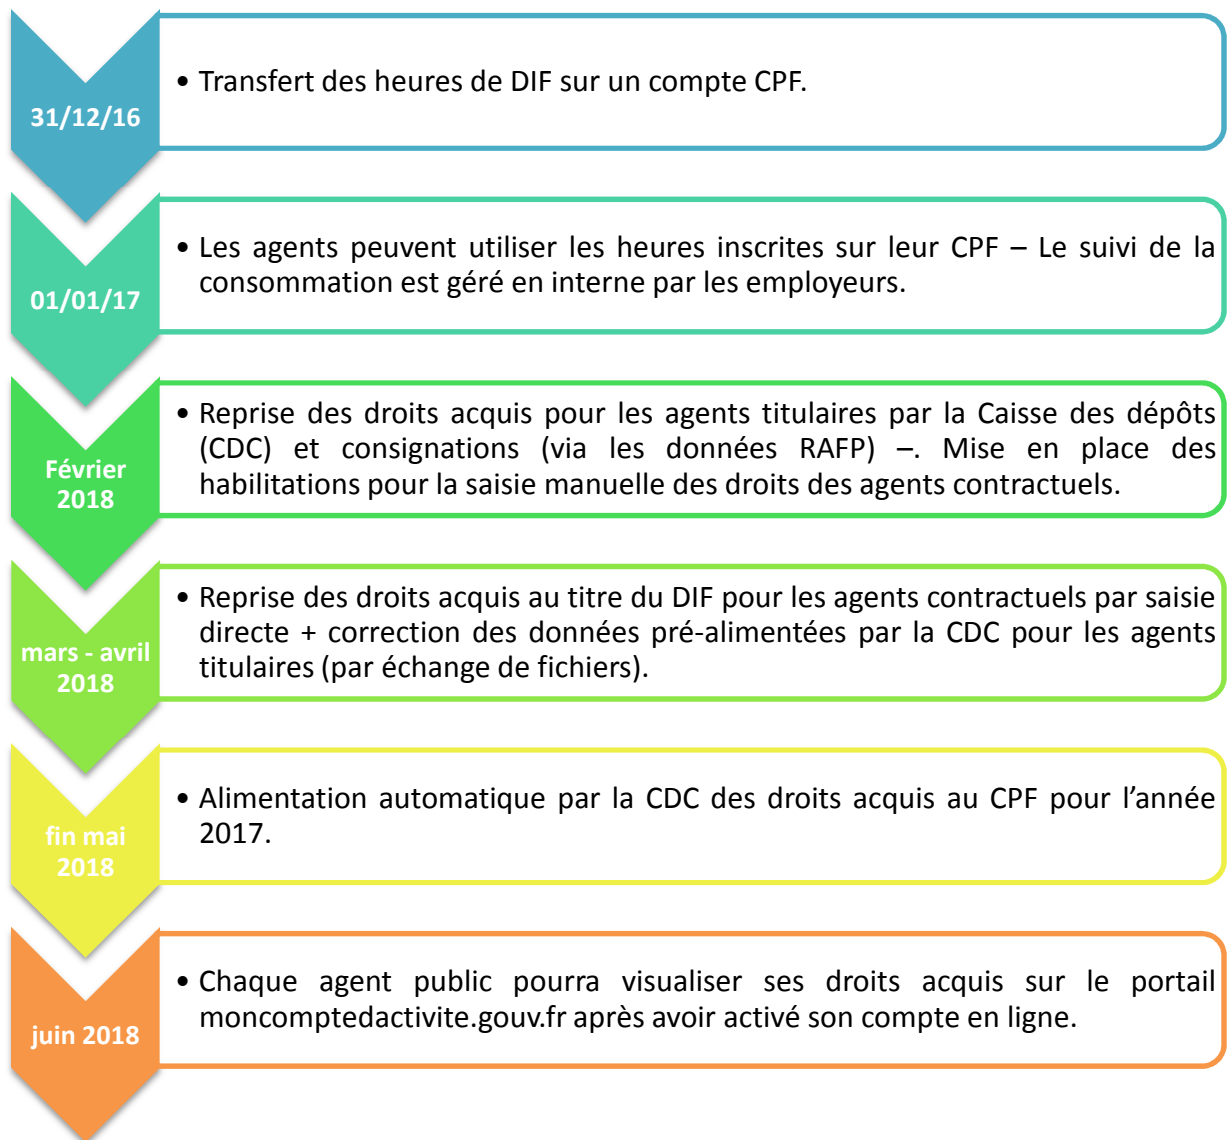 31/12/16
• Transfert des heures de DIF sur un compte CPF.
01/01/17
• Les agents peuvent utiliser les heures inscrites sur leur CPF – Le suivi de la
consommation est géré en interne par les employeurs.
Février
2018
• Reprise des droits acquis pour les agents titulaires par la Caisse des dépôts
(CDC) et consignations (via les données RAFP) –. Mise en place des
habilitations pour la saisie manuelle des droits des agents contractuels.
mars - avril
2018
• Reprise des droits acquis au titre du DIF pour les agents contractuels par saisie
directe + correction des données pré-alimentées par la CDC pour les agents
titulaires (par échange de fichiers).
fin mai
2018
• Alimentation automatique par la CDC des droits acquis au CPF pour l’année
2017.
juin 2018
• Chaque agent public pourra visualiser ses droits acquis sur le portail
moncomptedactivite.gouv.fr après avoir activé son compte en ligne.